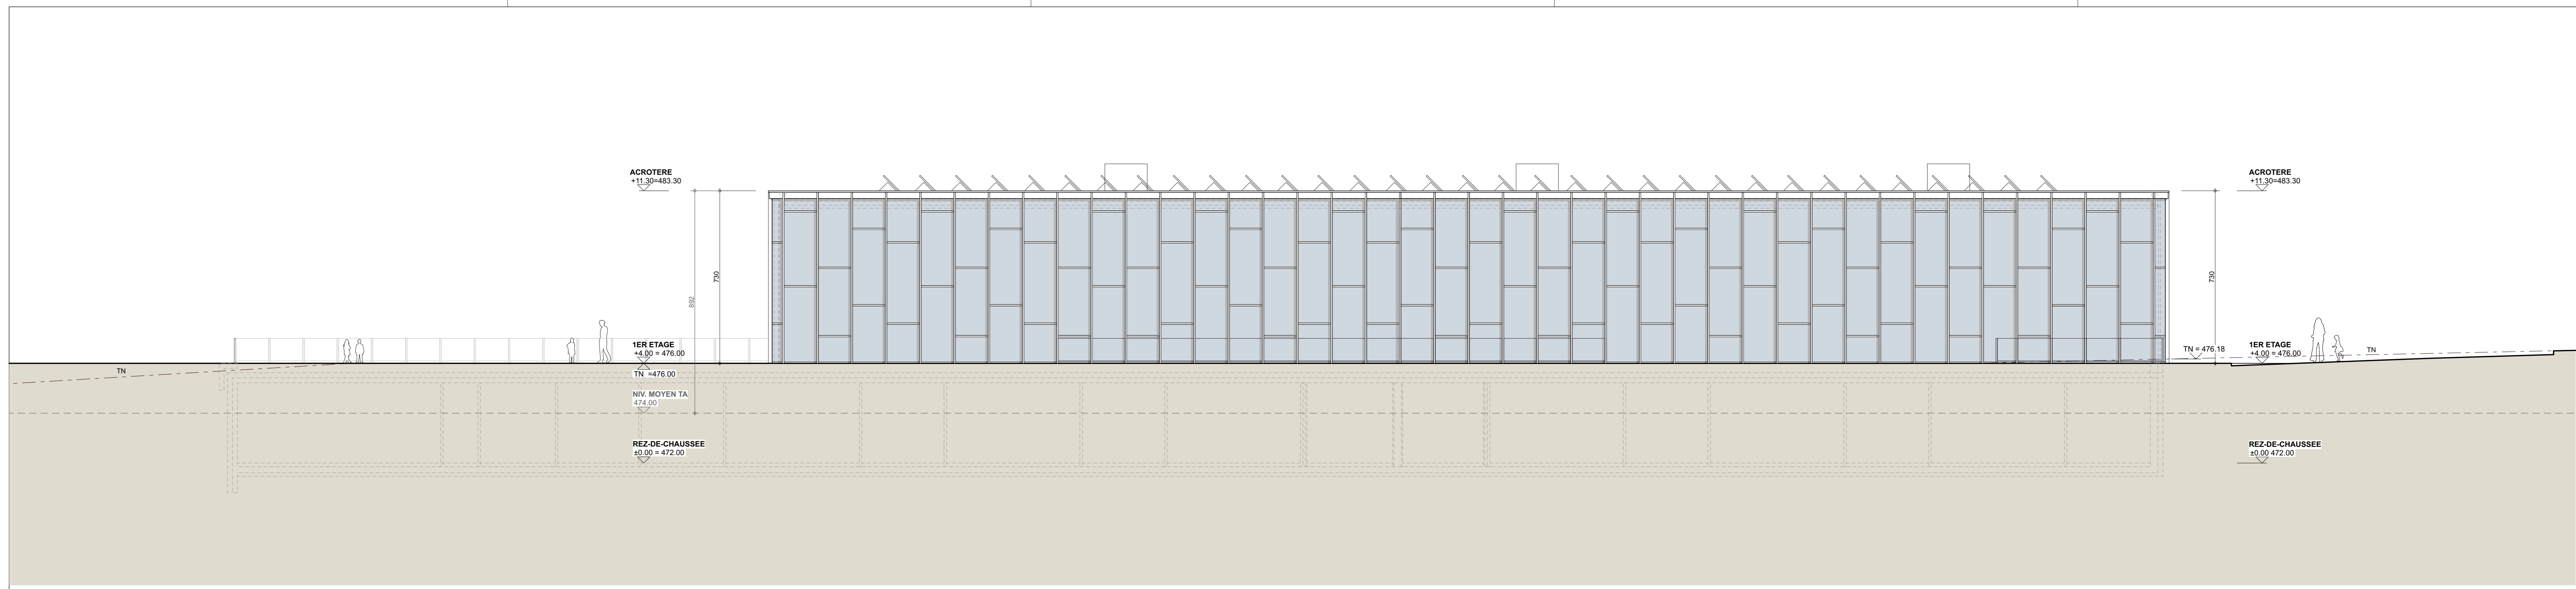 ACROTERE
+11.30=483.30
730
892
1ER ETAGE
+4.00 = 476.00
TN
TN =476.00
NIV. MOYEN TA
474.00
REZ-DE-CHAUSSEE
±0.00 = 472.00
ACROTERE
+11.30=483.30
730
TN = 476.18
1ER ETAGE
+4.00 = 476.00
TN
REZ-DE-CHAUSSEE
±0.00 472.00